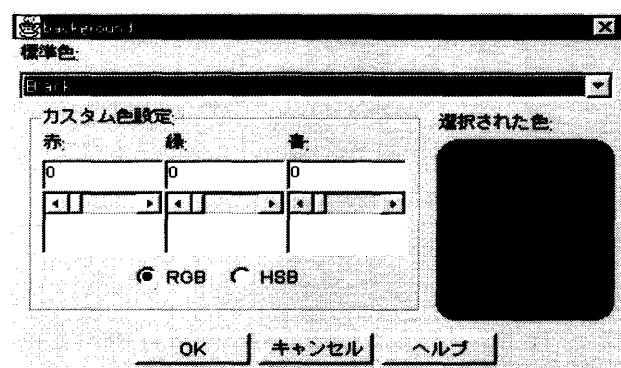 background
標準色:
Black
カスタム色設定:
選択された色:
赤: 緑: 青:
0 0 0
RGB HSB
OK キャンセル ヘルプ